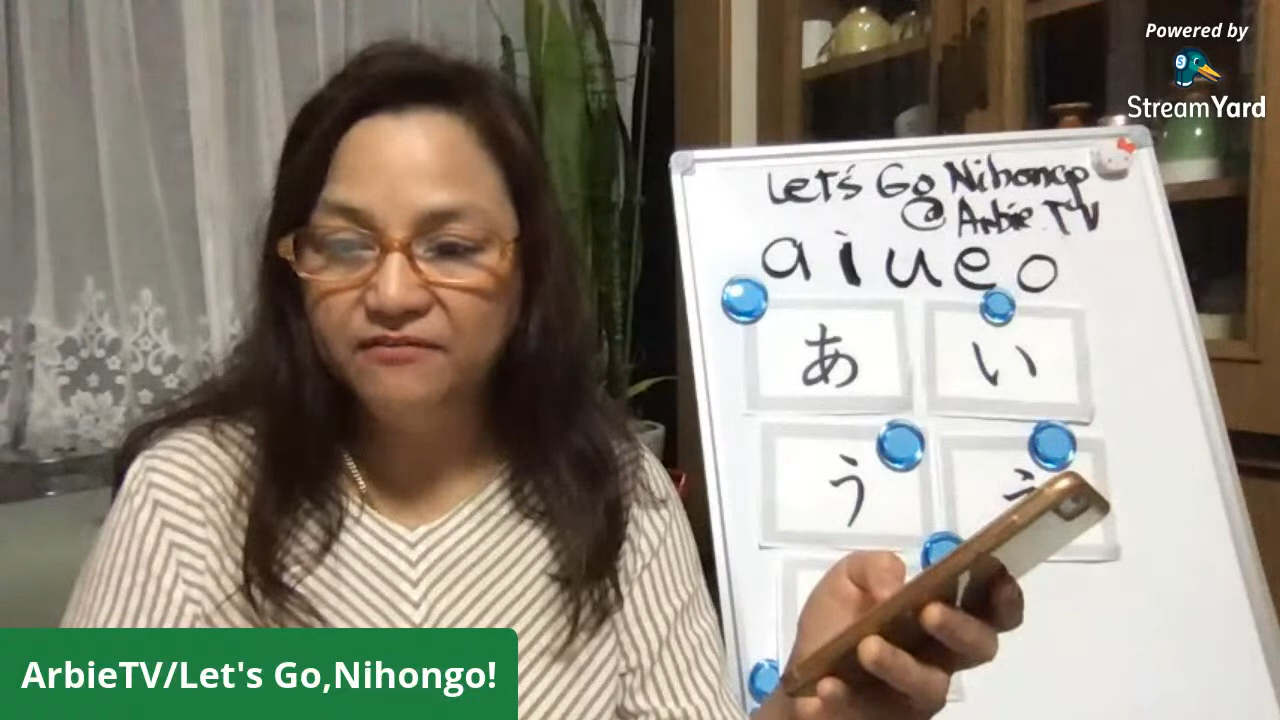 Powered by
StreamYard
Let's Go Nihongo
@ Arbie TV
a i u e o
あ い
う
ArbieTV/Let's Go,Nihongo!